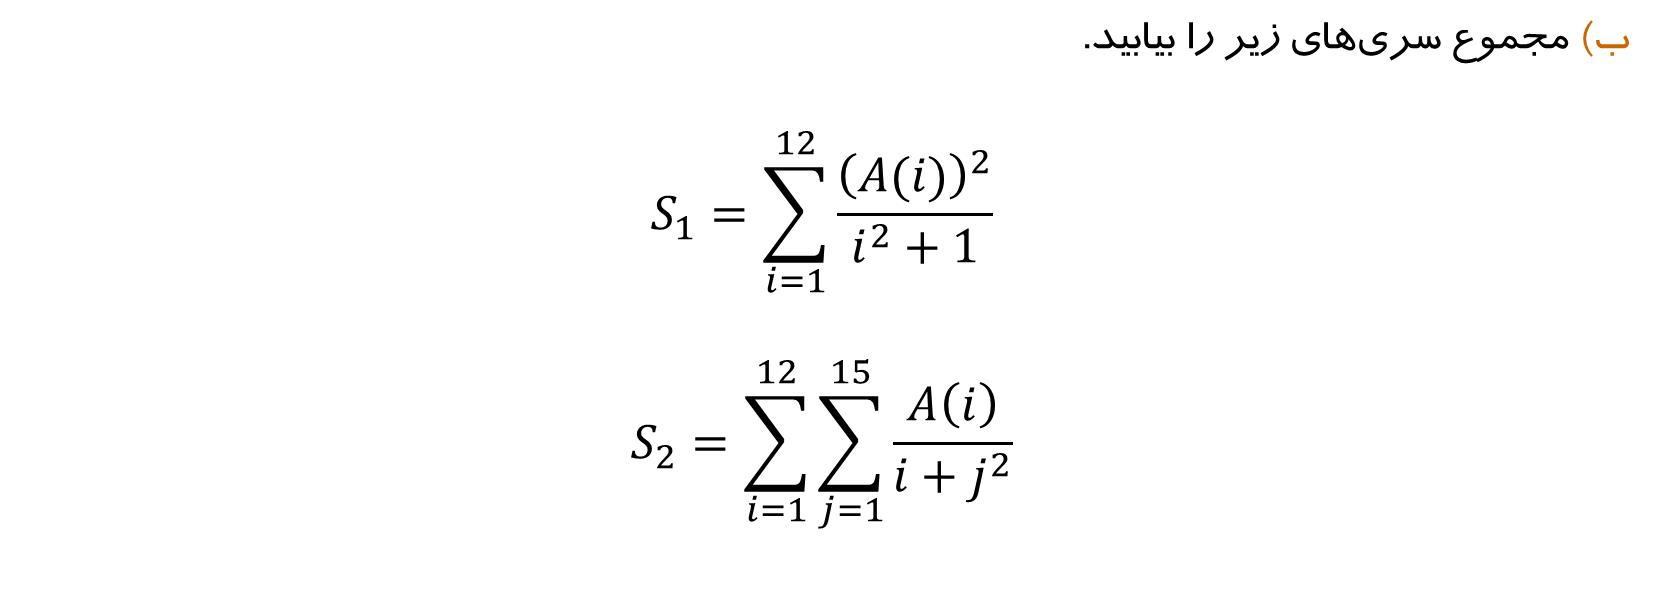 ب) مجموع سری‌های زیر را بیابید.
$S_1 = \sum_{i=1}^{12} \frac{(A(i))^2}{i^2 + 1}$
$S_2 = \sum_{i=1}^{12} \sum_{j=1}^{15} \frac{A(i)}{i + j^2}$